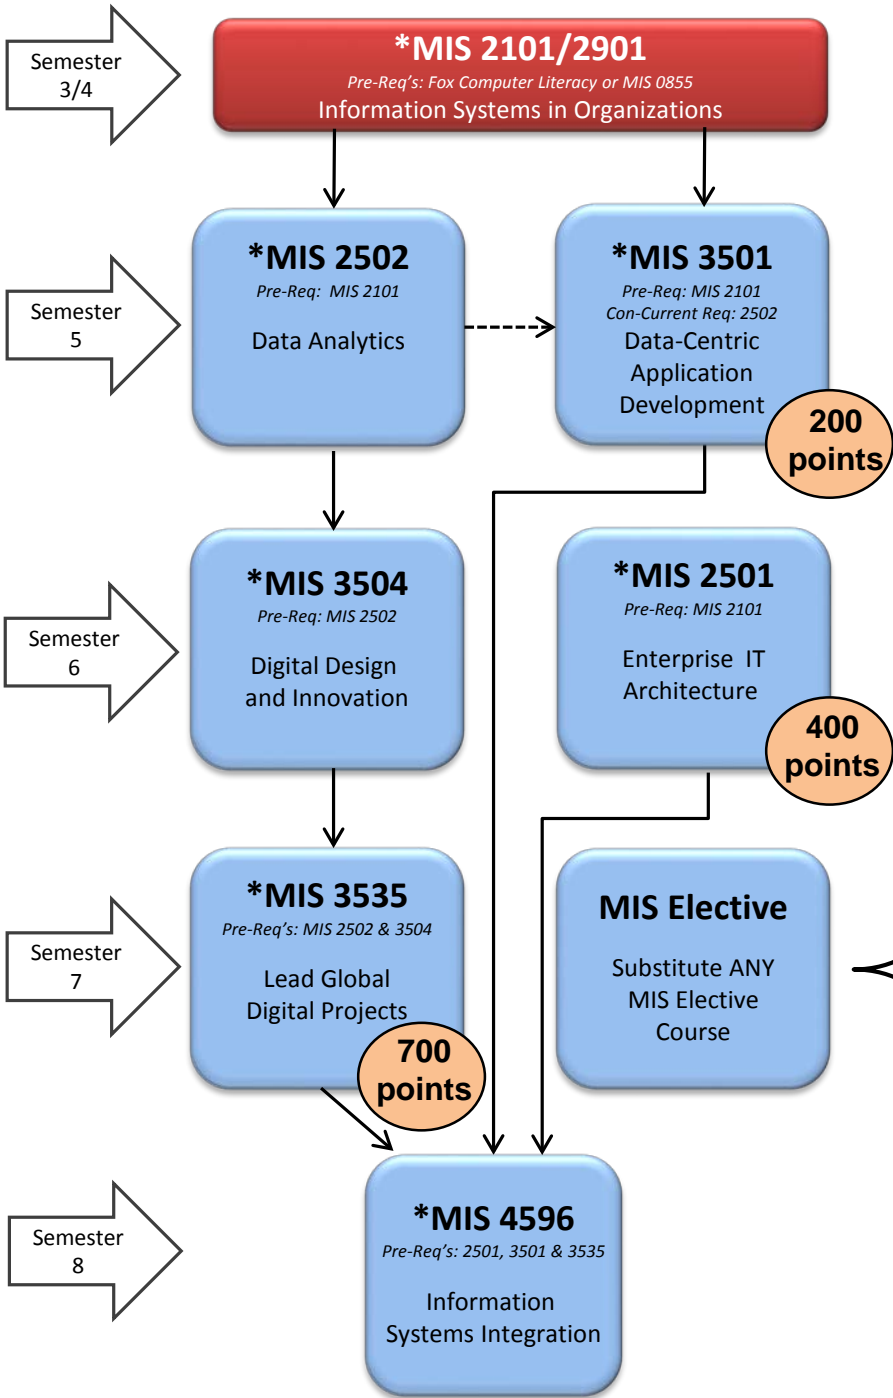 Semester
3/4
*MIS 2101/2901
Pre-Req's: Fox Computer Literacy or MIS 0855
Information Systems in Organizations
Semester
5
*MIS 2502
Pre-Req:  MIS 2101
Data Analytics
*MIS 3501
Pre-Req: MIS 2101
Con-Current Req: 2502
Data-Centric
Application
Development
200
points
Semester
6
*MIS 3504
Pre-Req: MIS 2502
Digital Design
and Innovation
*MIS 2501
Pre-Req: MIS 2101
Enterprise  IT
Architecture
400
points
Semester
7
*MIS 3535
Pre-Req's: MIS 2502 & 3504
Lead Global
Digital Projects
700
points
MIS Elective
Substitute ANY
MIS Elective
Course
Semester
8
*MIS 4596
Pre-Req's: 2501, 3501 & 3535
Information
Systems Integration